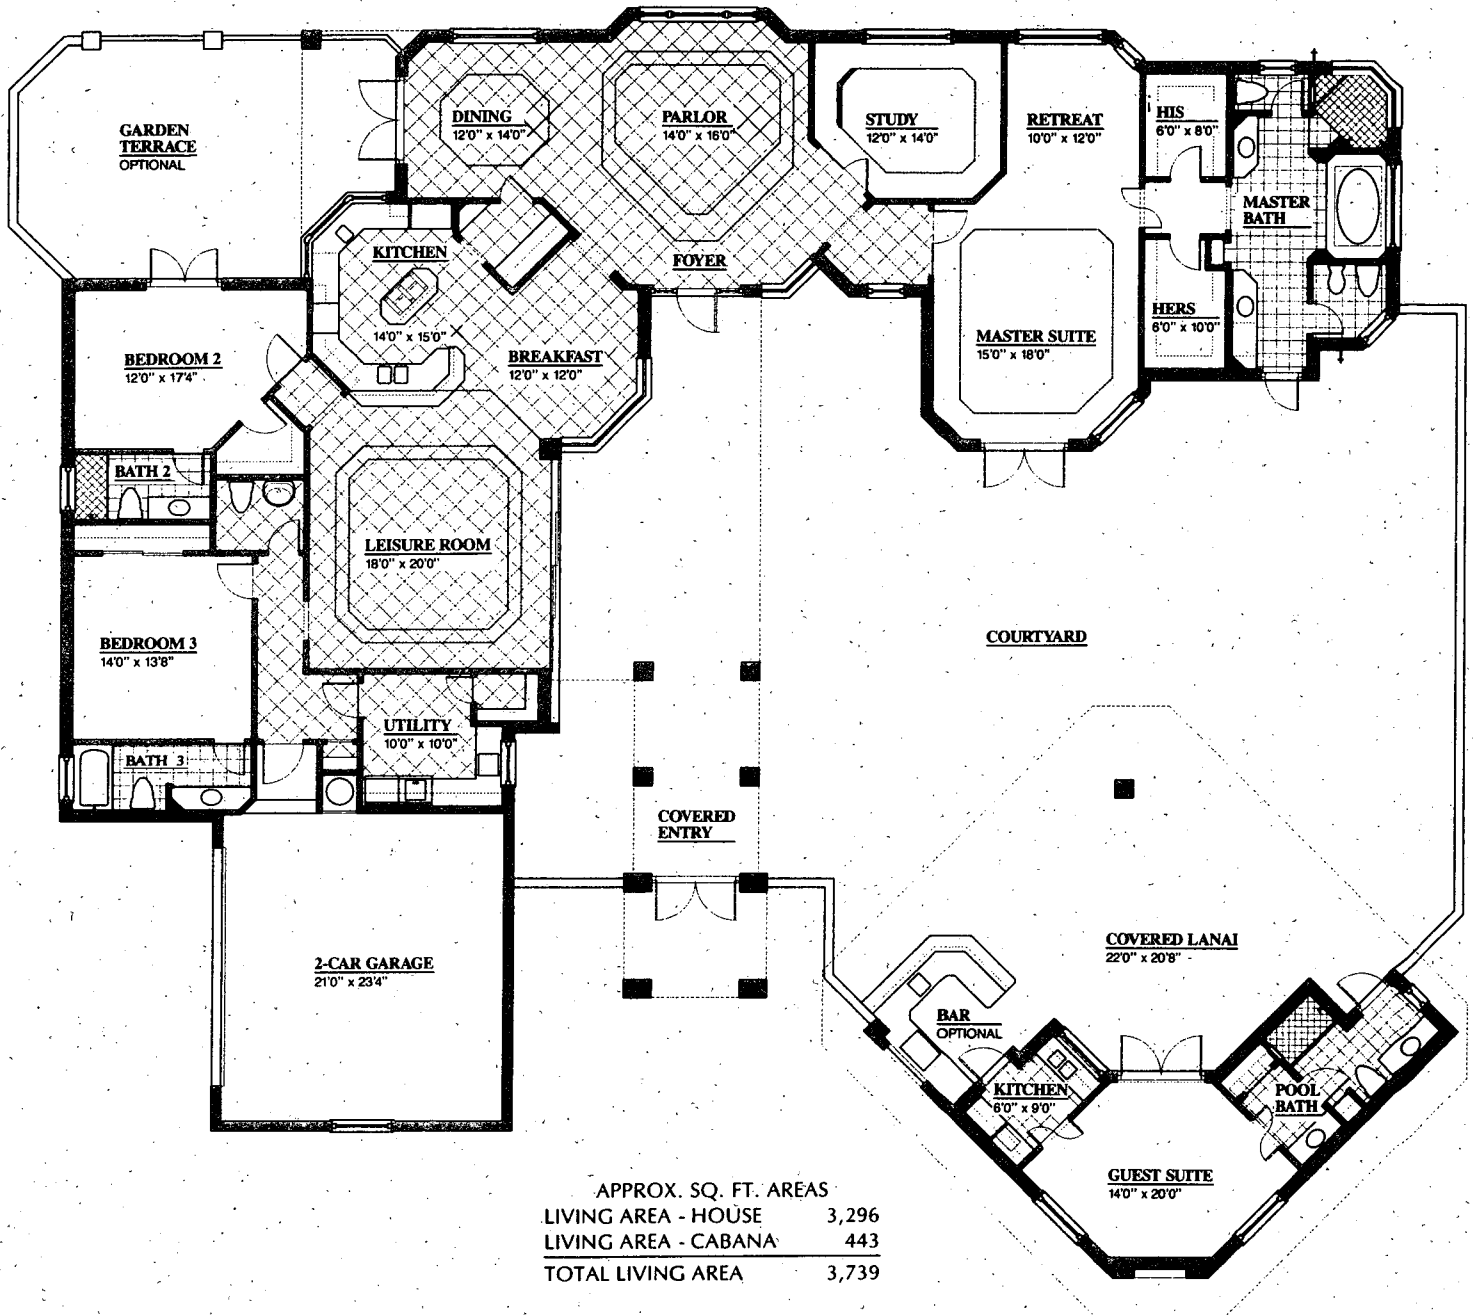 GARDEN
TERRACE
OPTIONAL
DINING
12'0" x 14'0"
PARLOR
14'0" x 16'0"
STUDY
12'0" x 14'0"
RETREAT
10'0" x 12'0"
HIS
6'0" x 8'0"
MASTER
BATH
KITCHEN
14'0" x 15'0"
FOYER
HERS
6'0" x 10'0"
MASTER SUITE
15'0" x 18'0"
BEDROOM 2
12'0" x 17'4"
BREAKFAST
12'0" x 12'0"
BATH 2
LEISURE ROOM
18'0" x 20'0"
BEDROOM 3
14'0" x 13'8"
COURTYARD
UTILITY
10'0" x 10'0"
BATH 3
COVERED
ENTRY
2-CAR GARAGE
21'0" x 23'4"
COVERED LANAI
22'0" x 20'8"
BAR
OPTIONAL
KITCHEN
6'0" x 9'0"
POOL
BATH
GUEST SUITE
14'0" x 20'0"
APPROX. SQ. FT. AREAS
LIVING AREA - HOUSE 3,296
LIVING AREA - CABANA 443
TOTAL LIVING AREA 3,739